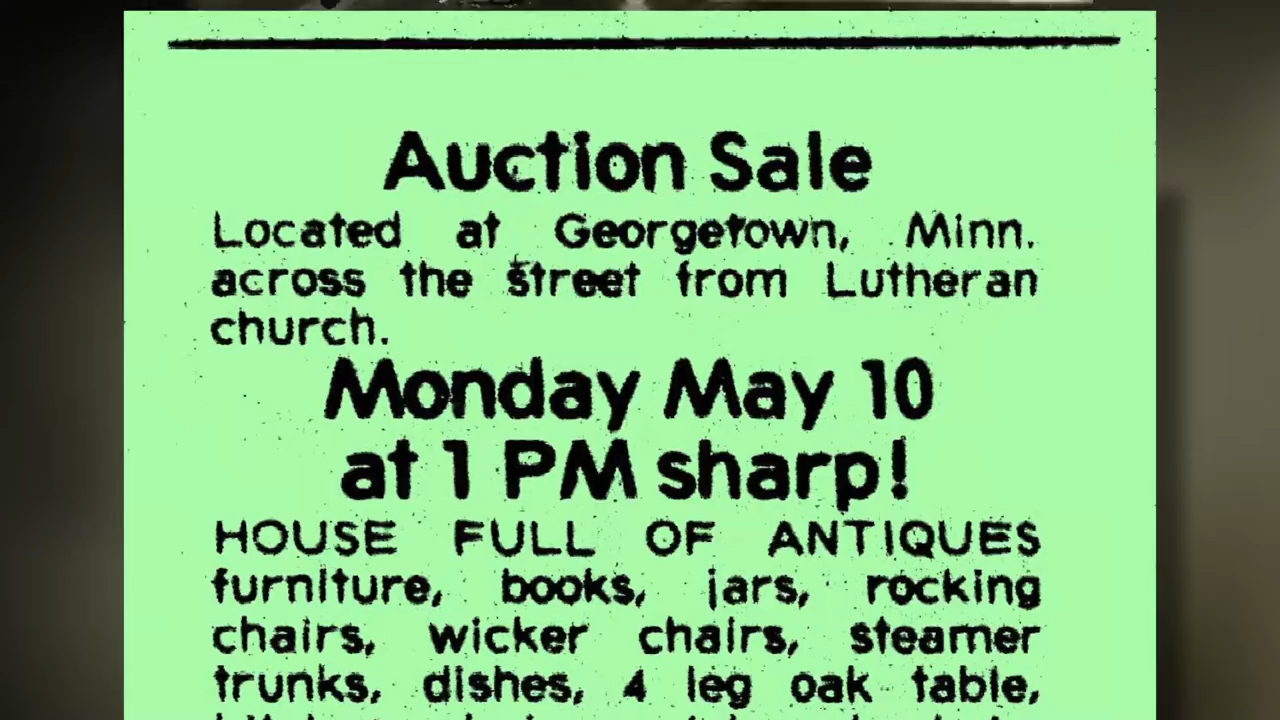 Auction Sale
Located at Georgetown, Minn.
across the street from Lutheran
church.
Monday May 10
at 1 PM sharp!
HOUSE FULL OF ANTIQUES
furniture, books, jars, rocking
chairs, wicker chairs, steamer
trunks, dishes, 4 leg oak table,